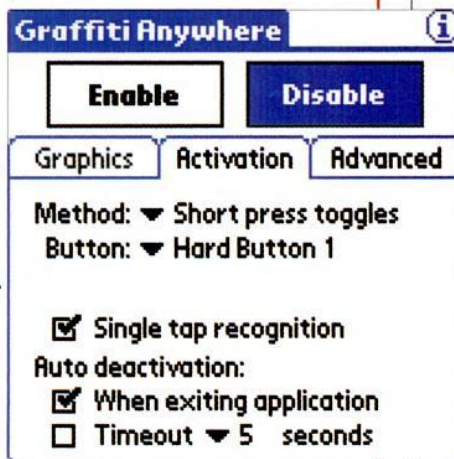 Graffiti Anywhere
Enable Disable
Graphics Activation Advanced
Method: Short press toggles
Button: Hard Button 1
Single tap recognition
Auto deactivation:
When exiting application
Timeout 5 seconds